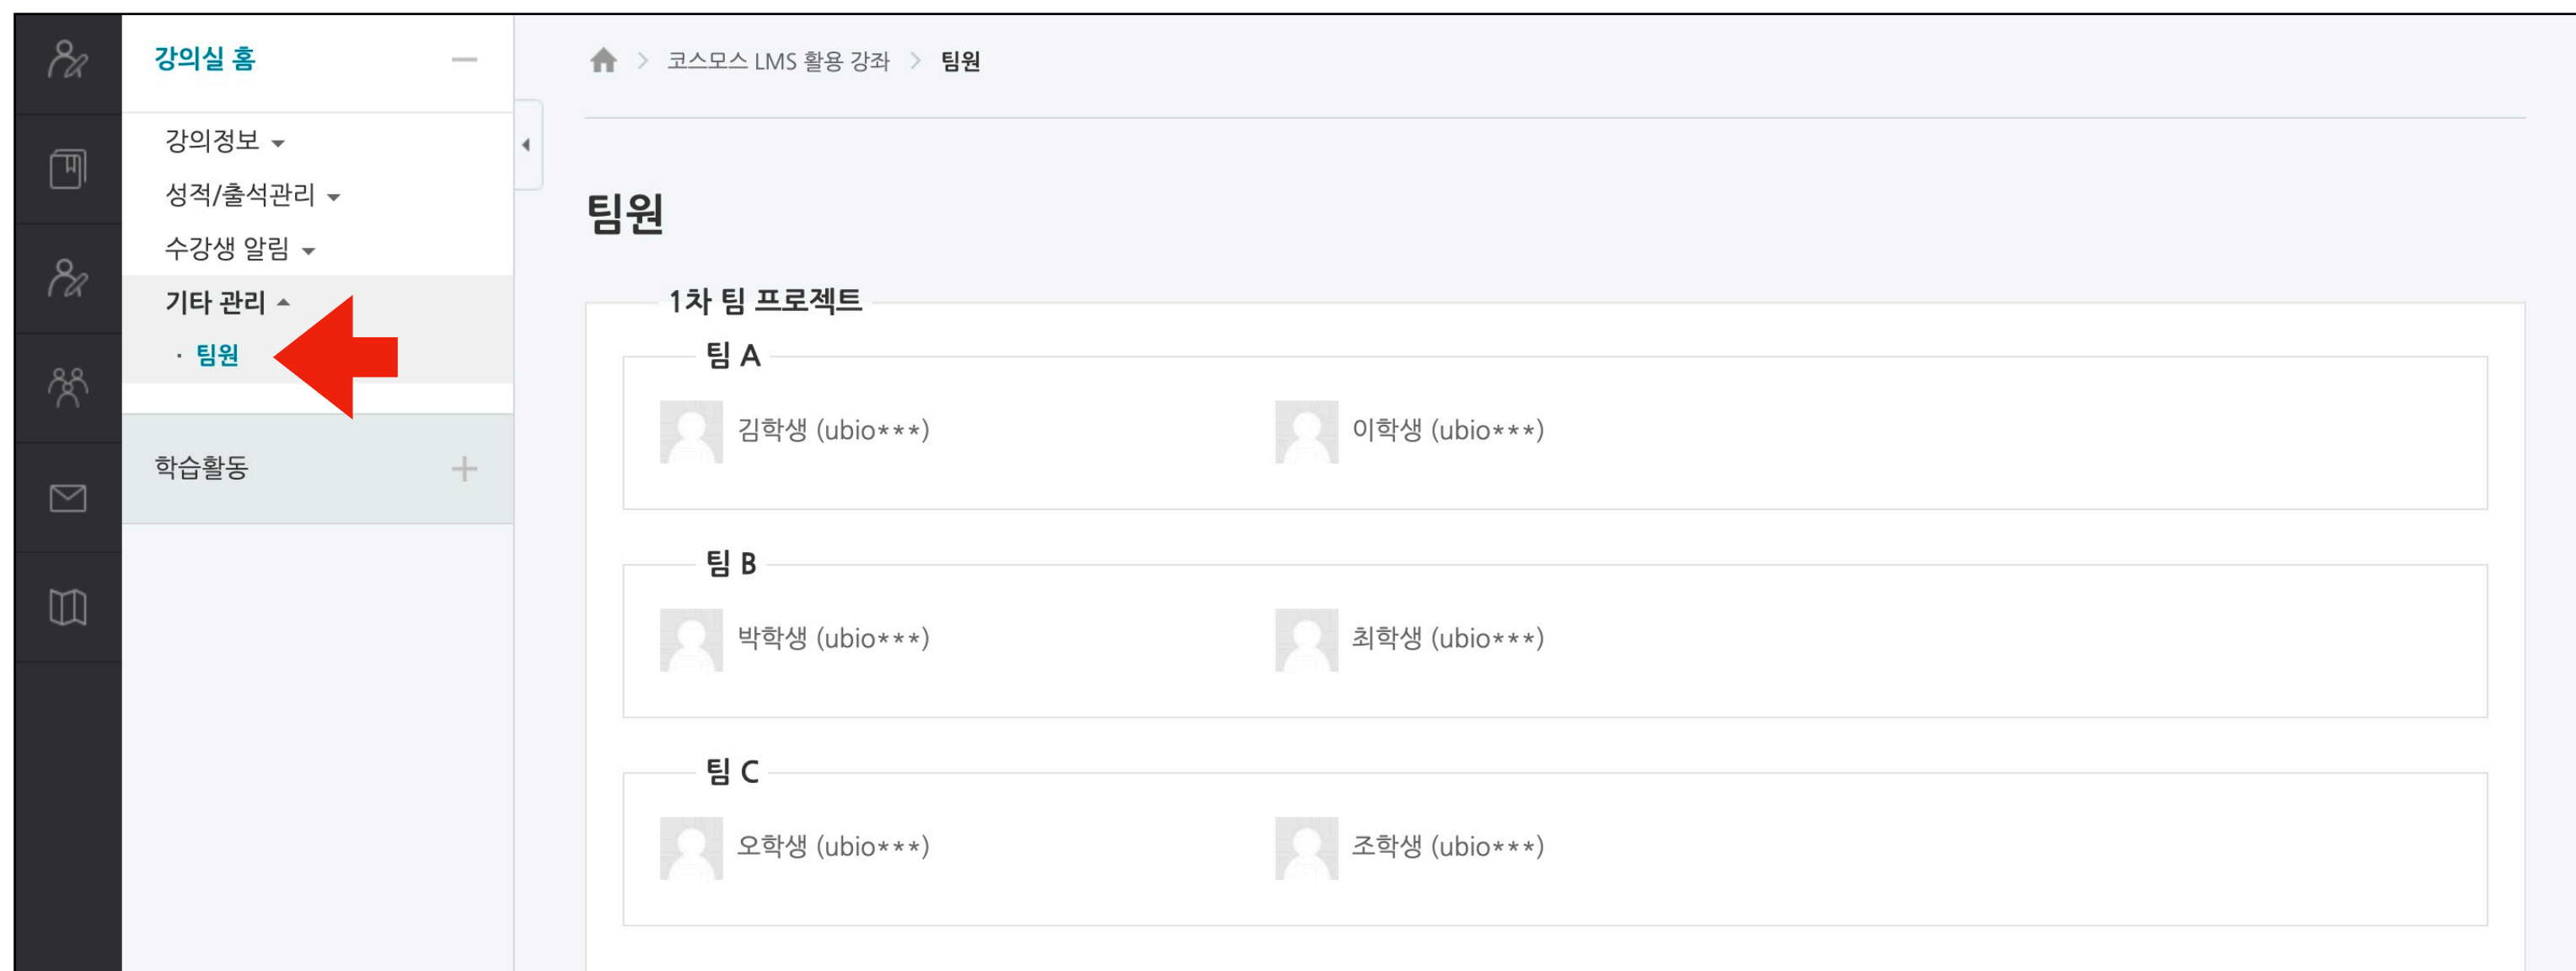 강의실 홈
강의정보
성적/출석관리
수강생 알림
기타 관리
· 팀원
학습활동
코스모스 LMS 활용 강좌 > 팀원
팀원
1차 팀 프로젝트
팀 A
김학생 (ubio***)
이학생 (ubio***)
팀 B
박학생 (ubio***)
최학생 (ubio***)
팀 C
오학생 (ubio***)
조학생 (ubio***)